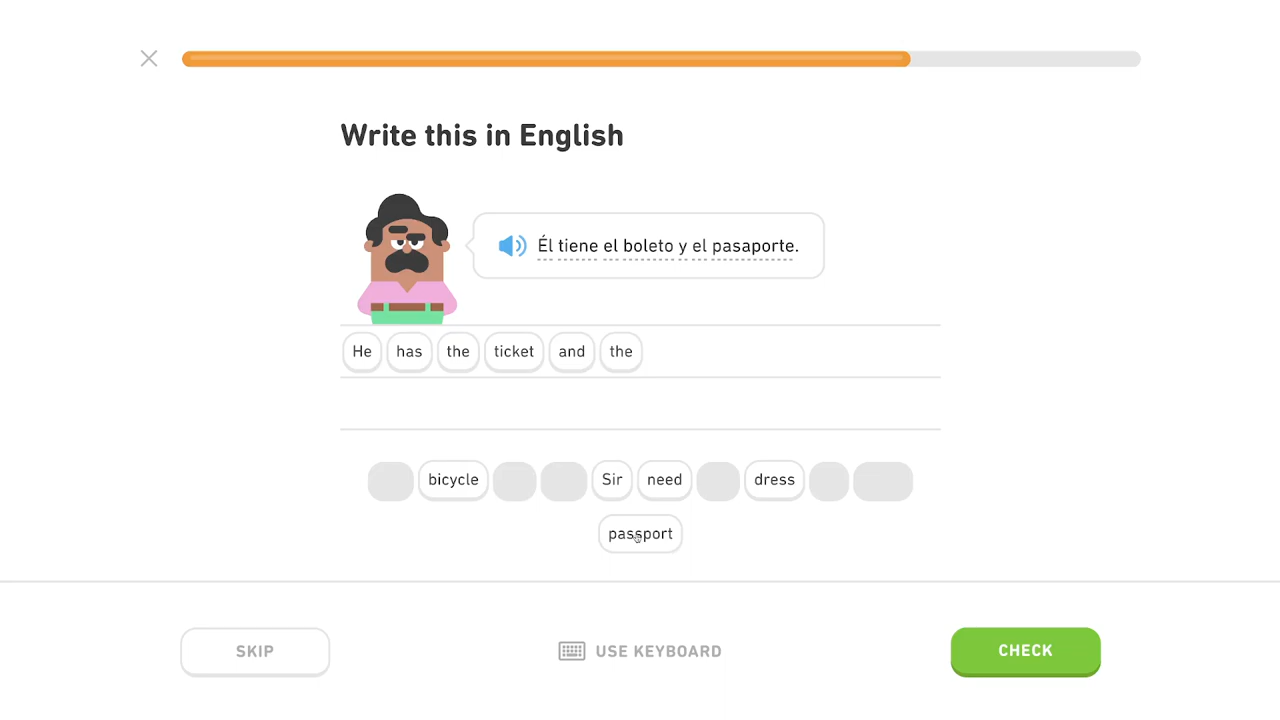 Write this in English
Él tiene el boleto y el pasaporte.
He has the ticket and the
bicycle Sir need dress
passport
SKIP USE KEYBOARD CHECK